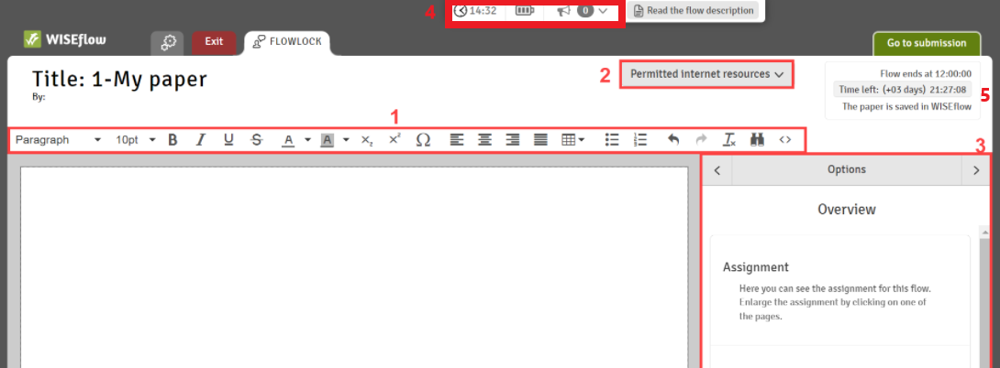 4 14:32 0 Read the flow description
WISEflow Exit FLOWLOCK Go to submission
Title: 1-My paper
By:
2 Permitted internet resources
Flow ends at 12:00:00
Time left: (+03 days) 21:27:08
The paper is saved in WISEflow
5
1
Paragraph 10pt B I U S A A X₂ X² Ω Ix <>
3
Options
Overview
Assignment
Here you can see the assignment for this flow.
Enlarge the assignment by clicking on one of
the pages.